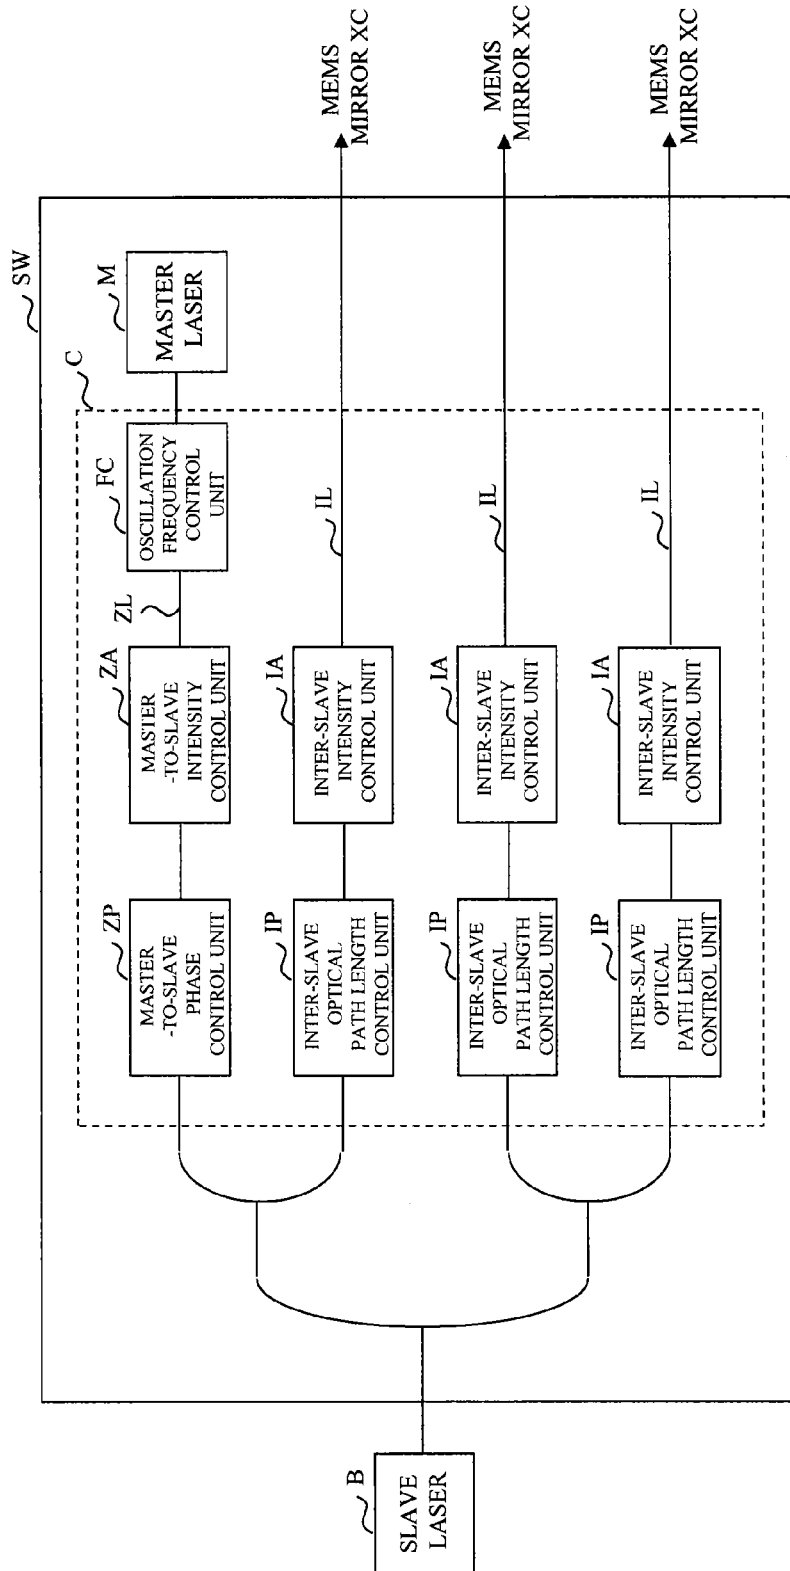 SW
C
M
MASTER
LASER
FC
OSCILLATION
FREQUENCY
CONTROL
UNIT
ZL
ZA
MASTER
-TO-SLAVE
INTENSITY
CONTROL UNIT
ZP
MASTER
-TO-SLAVE
PHASE
CONTROL UNIT
MEMS
MIRROR XC
IL
IA
INTER-SLAVE
INTENSITY
CONTROL UNIT
IP
INTER-SLAVE
OPTICAL
PATH LENGTH
CONTROL UNIT
MEMS
MIRROR XC
IL
IA
INTER-SLAVE
INTENSITY
CONTROL UNIT
IP
INTER-SLAVE
OPTICAL
PATH LENGTH
CONTROL UNIT
MEMS
MIRROR XC
IL
IA
INTER-SLAVE
INTENSITY
CONTROL UNIT
IP
INTER-SLAVE
OPTICAL
PATH LENGTH
CONTROL UNIT
B
SLAVE
LASER